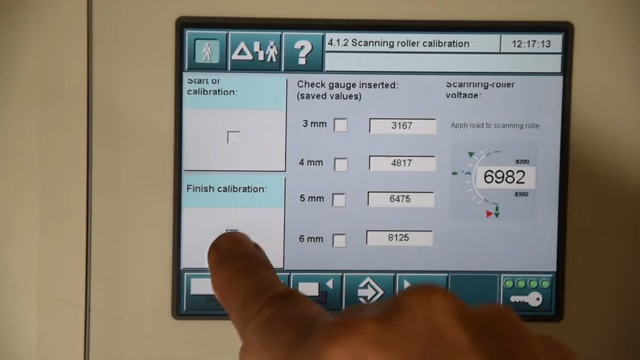 ?
4.1.2 Scanning roller calibration
12:17:13
Start of
calibration:
Check gauge inserted:
(saved values)
Scanning-roller
voltage:
3 mm
3167
Apply load to scanning rolle
4 mm
4817
8200
6982
8300
Finish calibration:
5 mm
6475
6 mm
8125